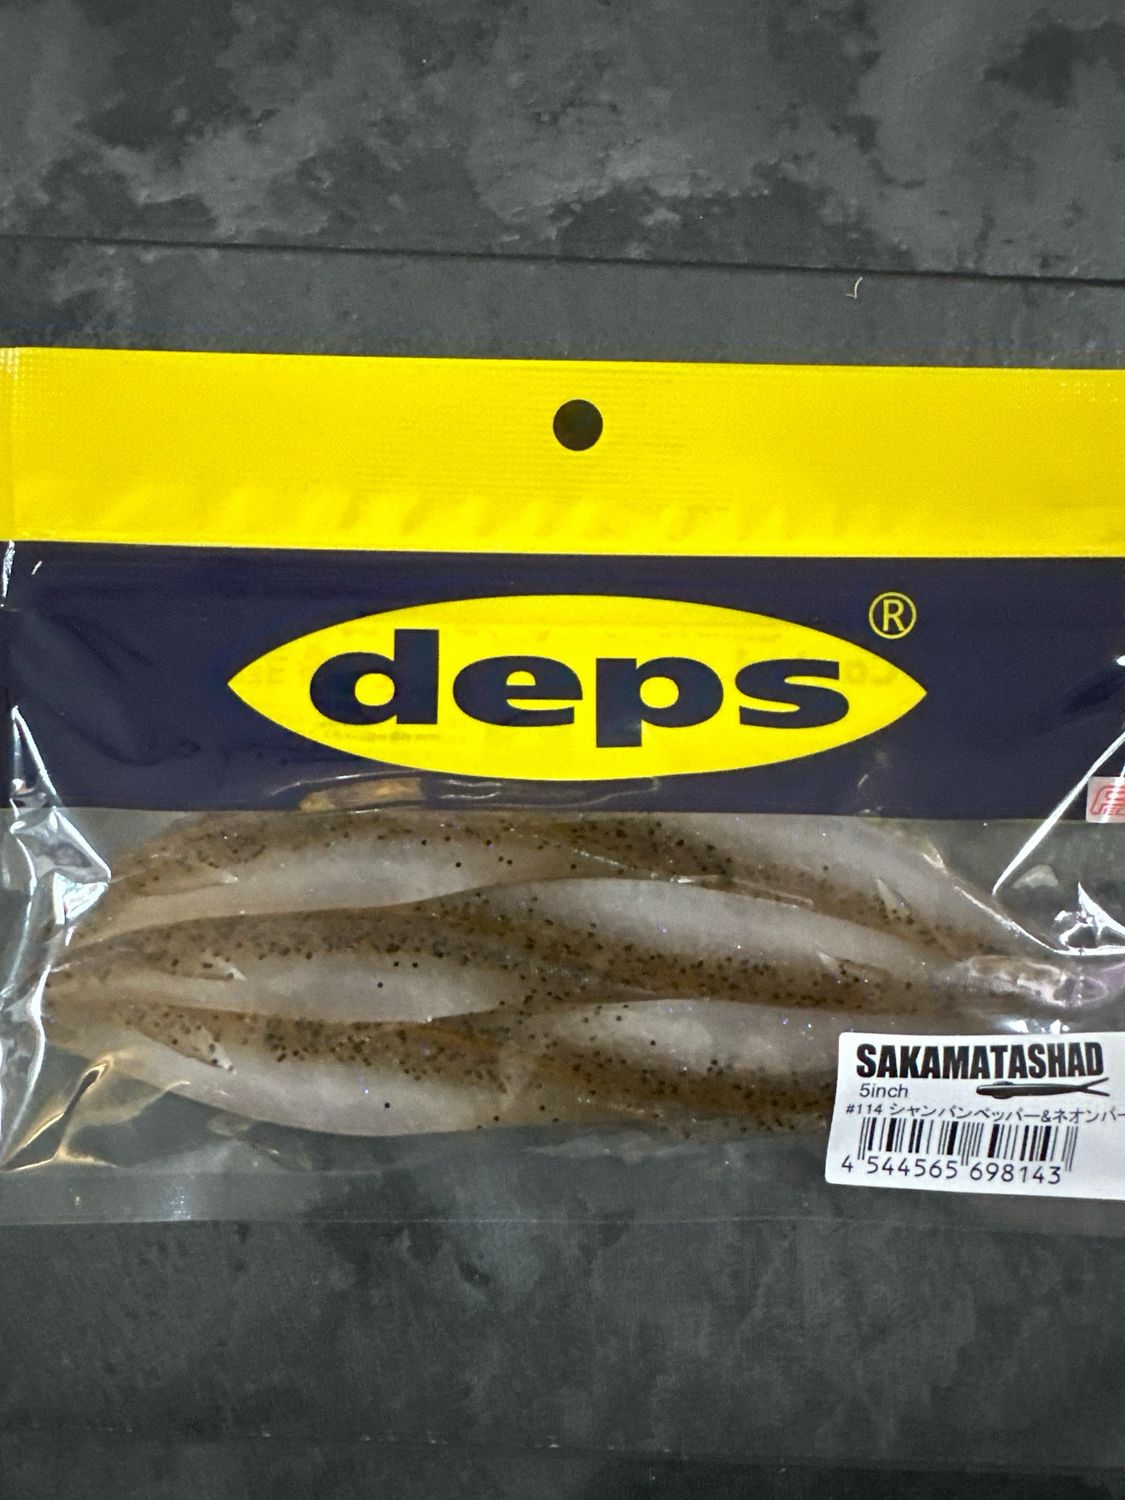 deps®
SAKAMATASHAD
5inch
#114 シャンパンペッパー&ネオンパー
4 544565 698143